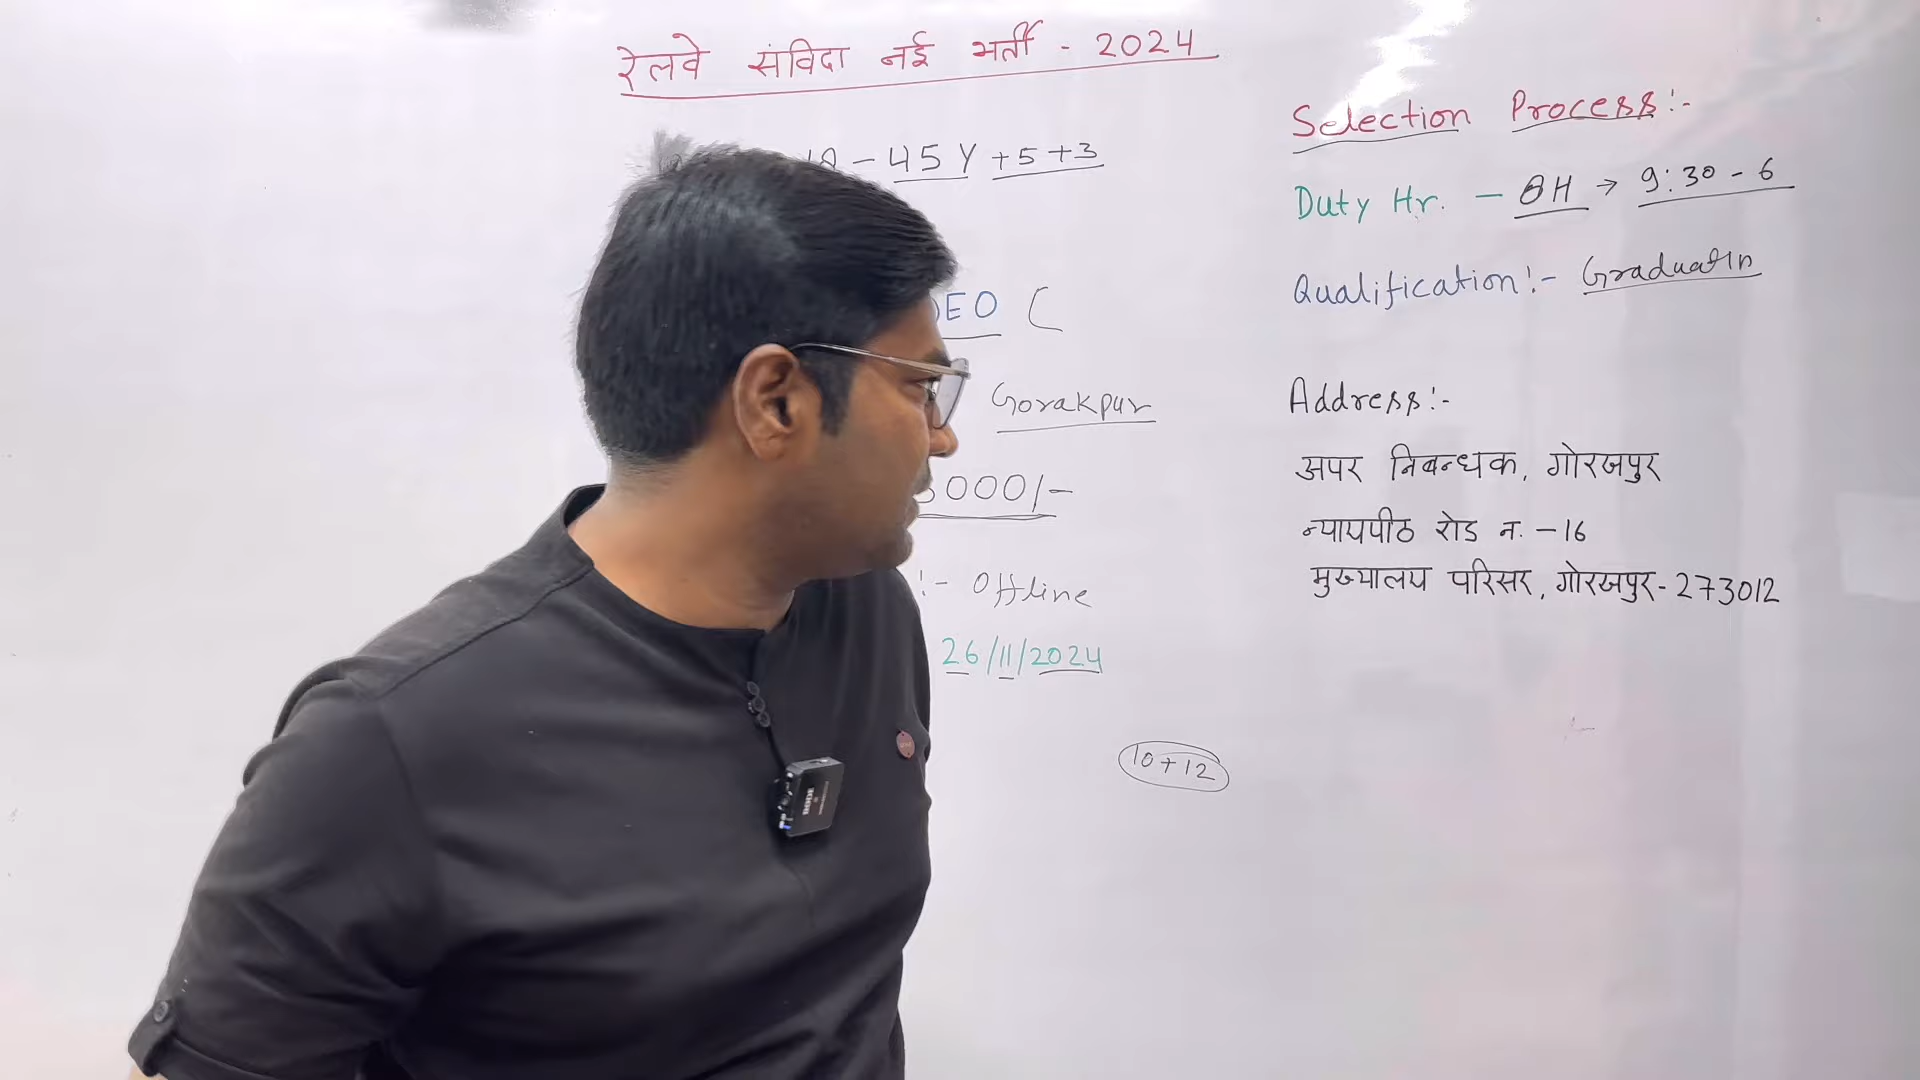 रेलवे संविदा नई भर्ती - 2024
18 - 45 Y + 5 + 3
DEO (
Gorakpur
000/-
:- Offline
26/11/2024
10 + 12
Selection Process:-
Duty Hr. - 8H → 9:30 - 6
Qualification:- Graduatin
Address:-
अपर निबन्धक, गोरखपुर
न्यायपीठ रोड न. - 16
मुख्यालय परिसर, गोरखपुर - 273012
RODE